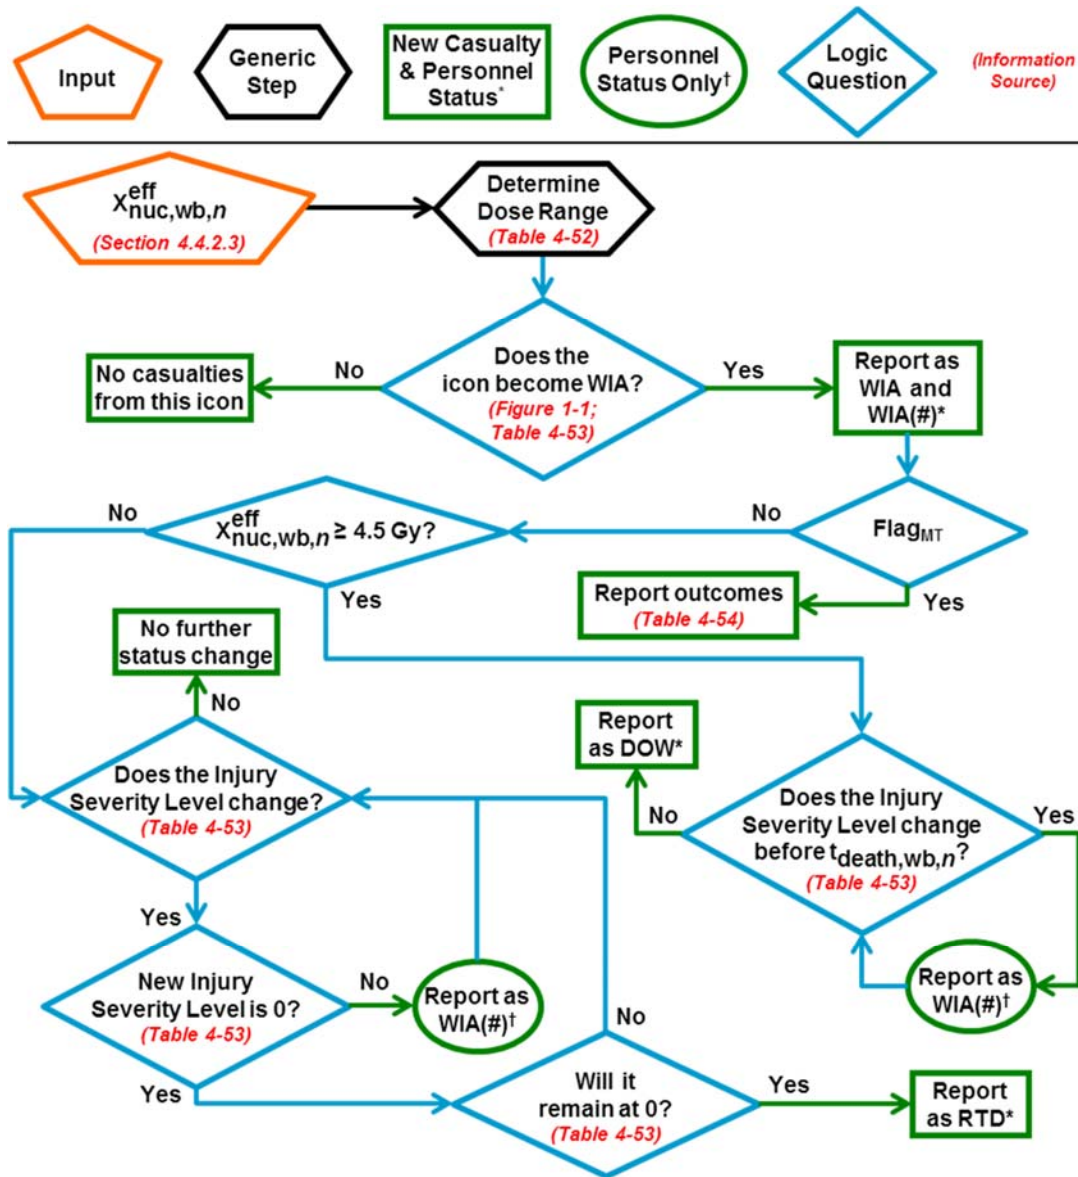 Input
Generic
Step
New Casualty
& Personnel
Status*
Personnel
Status Only†
Logic
Question
(Information
Source)
X^eff_nuc,wb,n
(Section 4.4.2.3)
Determine
Dose Range
(Table 4-52)
Does the
icon become WIA?
(Figure 1-1;
Table 4-53)
No
Yes
No casualties
from this icon
Report as
WIA and
WIA(#)*
Flag_MT
No
Yes
Report outcomes
(Table 4-54)
X^eff_nuc,wb,n ≥ 4.5 Gy?
No
Yes
No further
status change
No
Does the Injury
Severity Level change?
(Table 4-53)
Yes
Report
as DOW*
No
Does the Injury
Severity Level change
before t_death,wb,n?
(Table 4-53)
Yes
Report as
WIA(#)†
New Injury
Severity Level is 0?
(Table 4-53)
No
Report as
WIA(#)†
Yes
No
Will it
remain at 0?
(Table 4-53)
Yes
Report
as RTD*